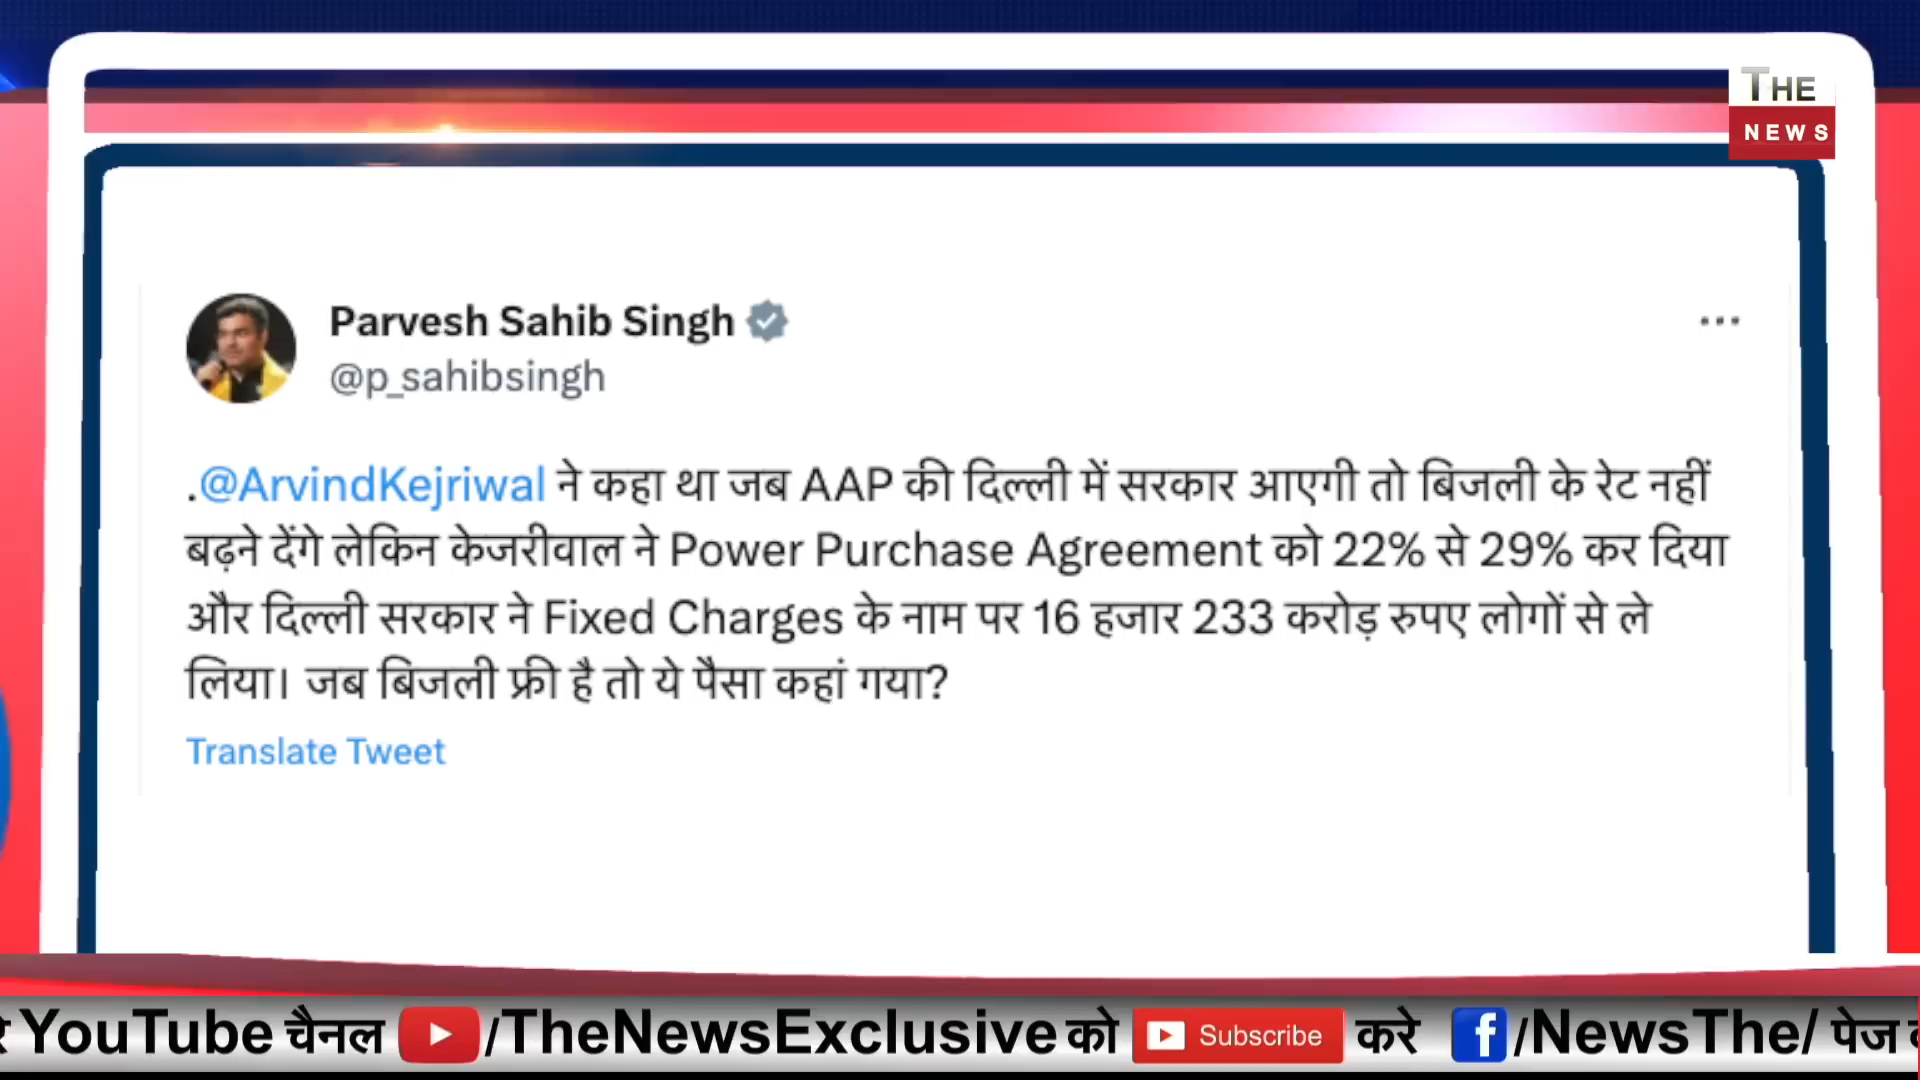 THE
NEWS
Parvesh Sahib Singh
@p_sahibsingh
.@ArvindKejriwal ने कहा था जब AAP की दिल्ली में सरकार आएगी तो बिजली के रेट नहीं
बढ़ने देंगे लेकिन केजरीवाल ने Power Purchase Agreement को 22% से 29% कर दिया
और दिल्ली सरकार ने Fixed Charges के नाम पर 16 हजार 233 करोड़ रुपए लोगों से ले
लिया। जब बिजली फ्री है तो ये पैसा कहां गया?
Translate Tweet
YouTube चैनल /TheNewsExclusive को Subscribe करे f /NewsThe/ पेज